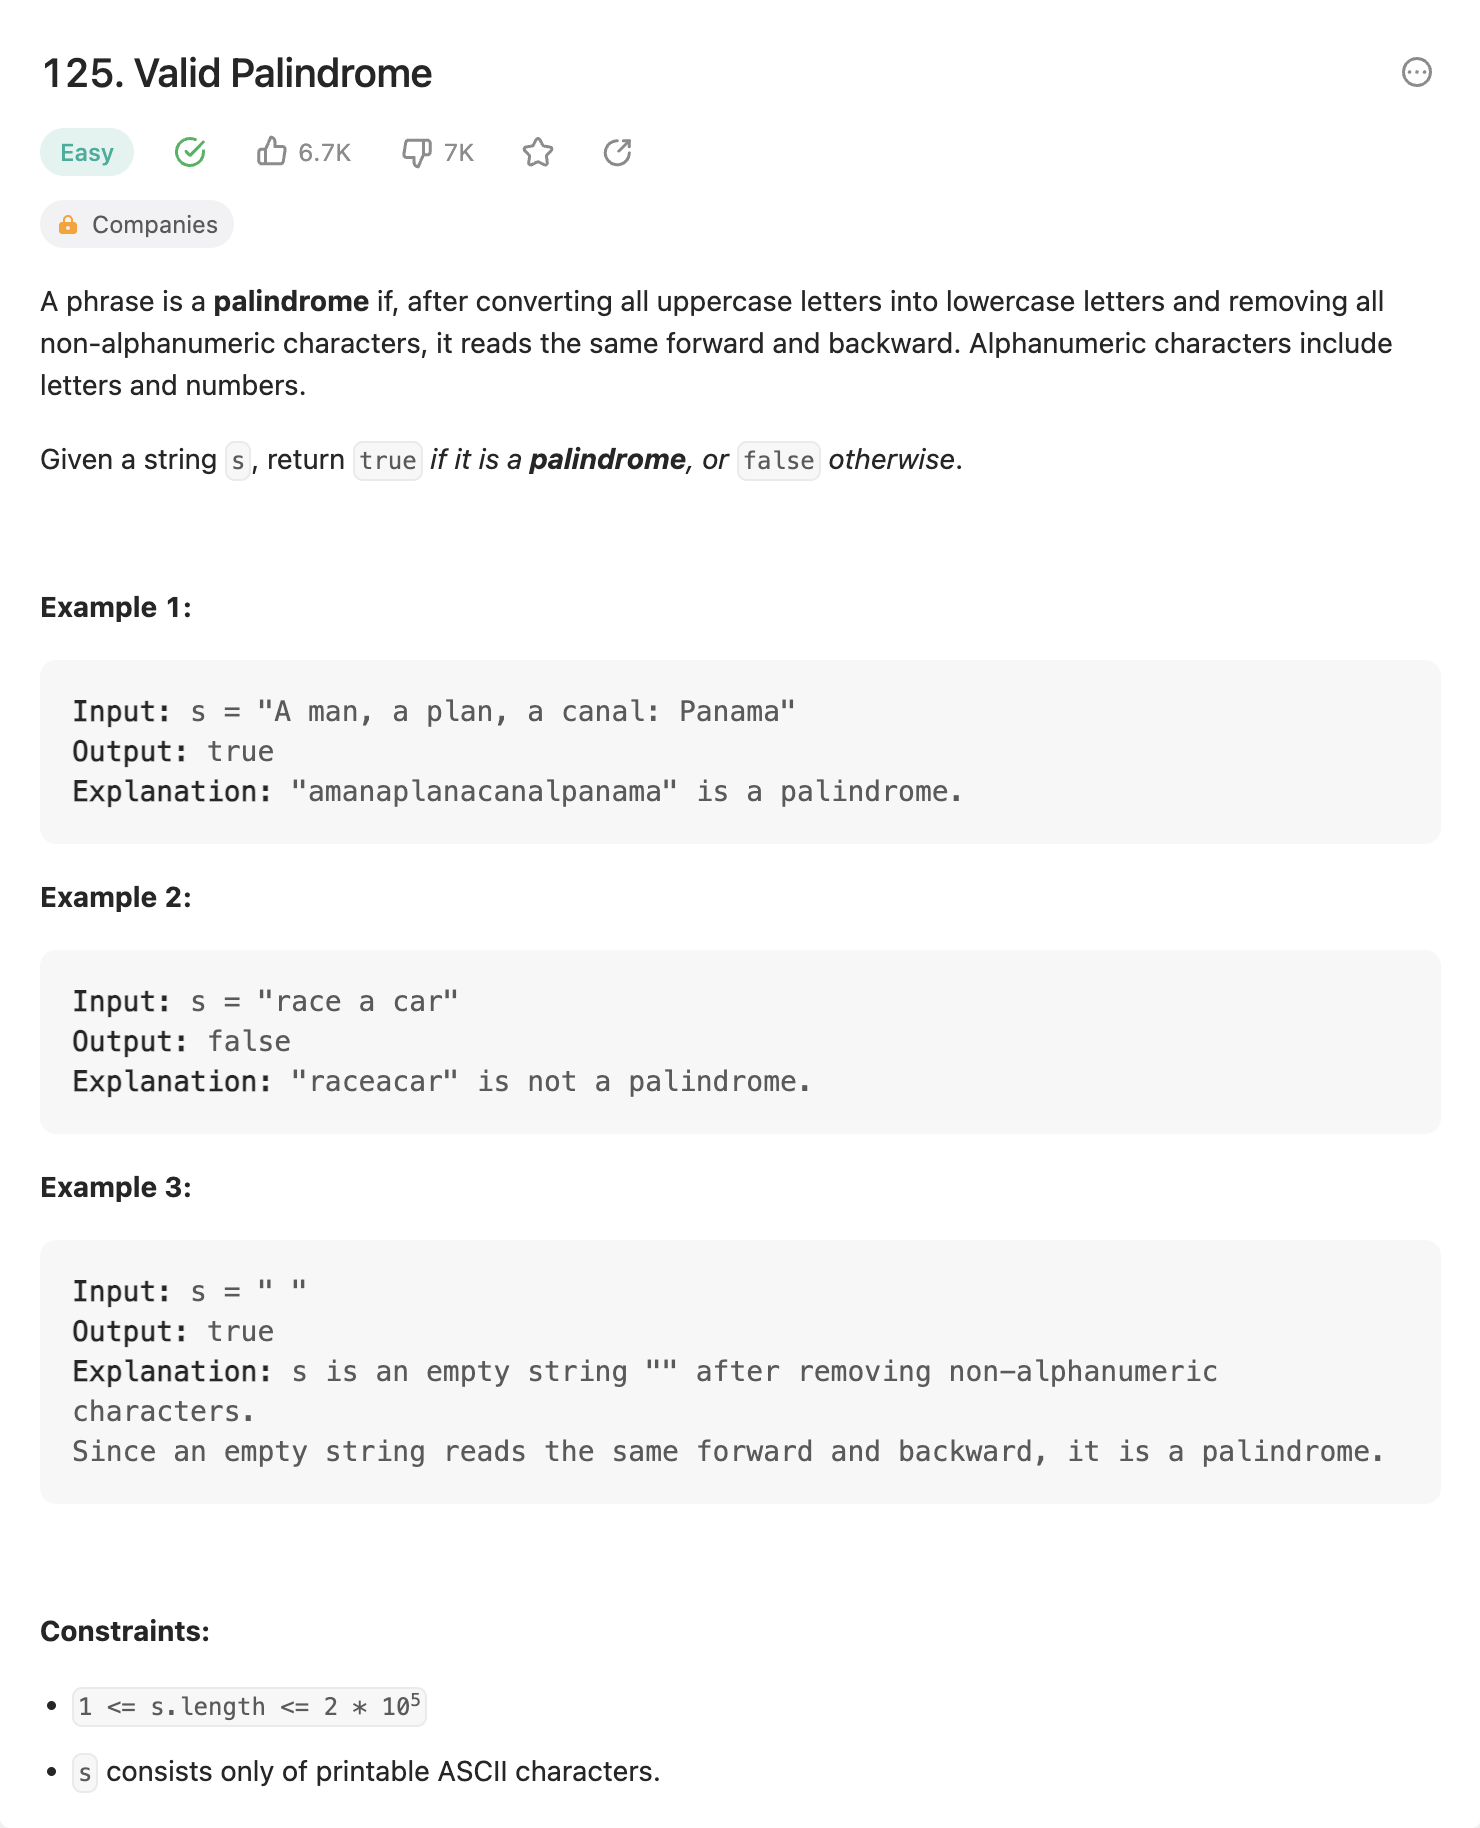 125. Valid Palindrome
Easy 6.7K 7K
Companies
A phrase is a palindrome if, after converting all uppercase letters into lowercase letters and removing all
non-alphanumeric characters, it reads the same forward and backward. Alphanumeric characters include
letters and numbers.
Given a string s, return true if it is a palindrome, or false otherwise.
Example 1:
Input: s = "A man, a plan, a canal: Panama"
Output: true
Explanation: "amanaplanacanalpanama" is a palindrome.
Example 2:
Input: s = "race a car"
Output: false
Explanation: "raceacar" is not a palindrome.
Example 3:
Input: s = " "
Output: true
Explanation: s is an empty string "" after removing non-alphanumeric
characters.
Since an empty string reads the same forward and backward, it is a palindrome.
Constraints:
• 1 <= s.length <= 2 * 10⁵
• s consists only of printable ASCII characters.